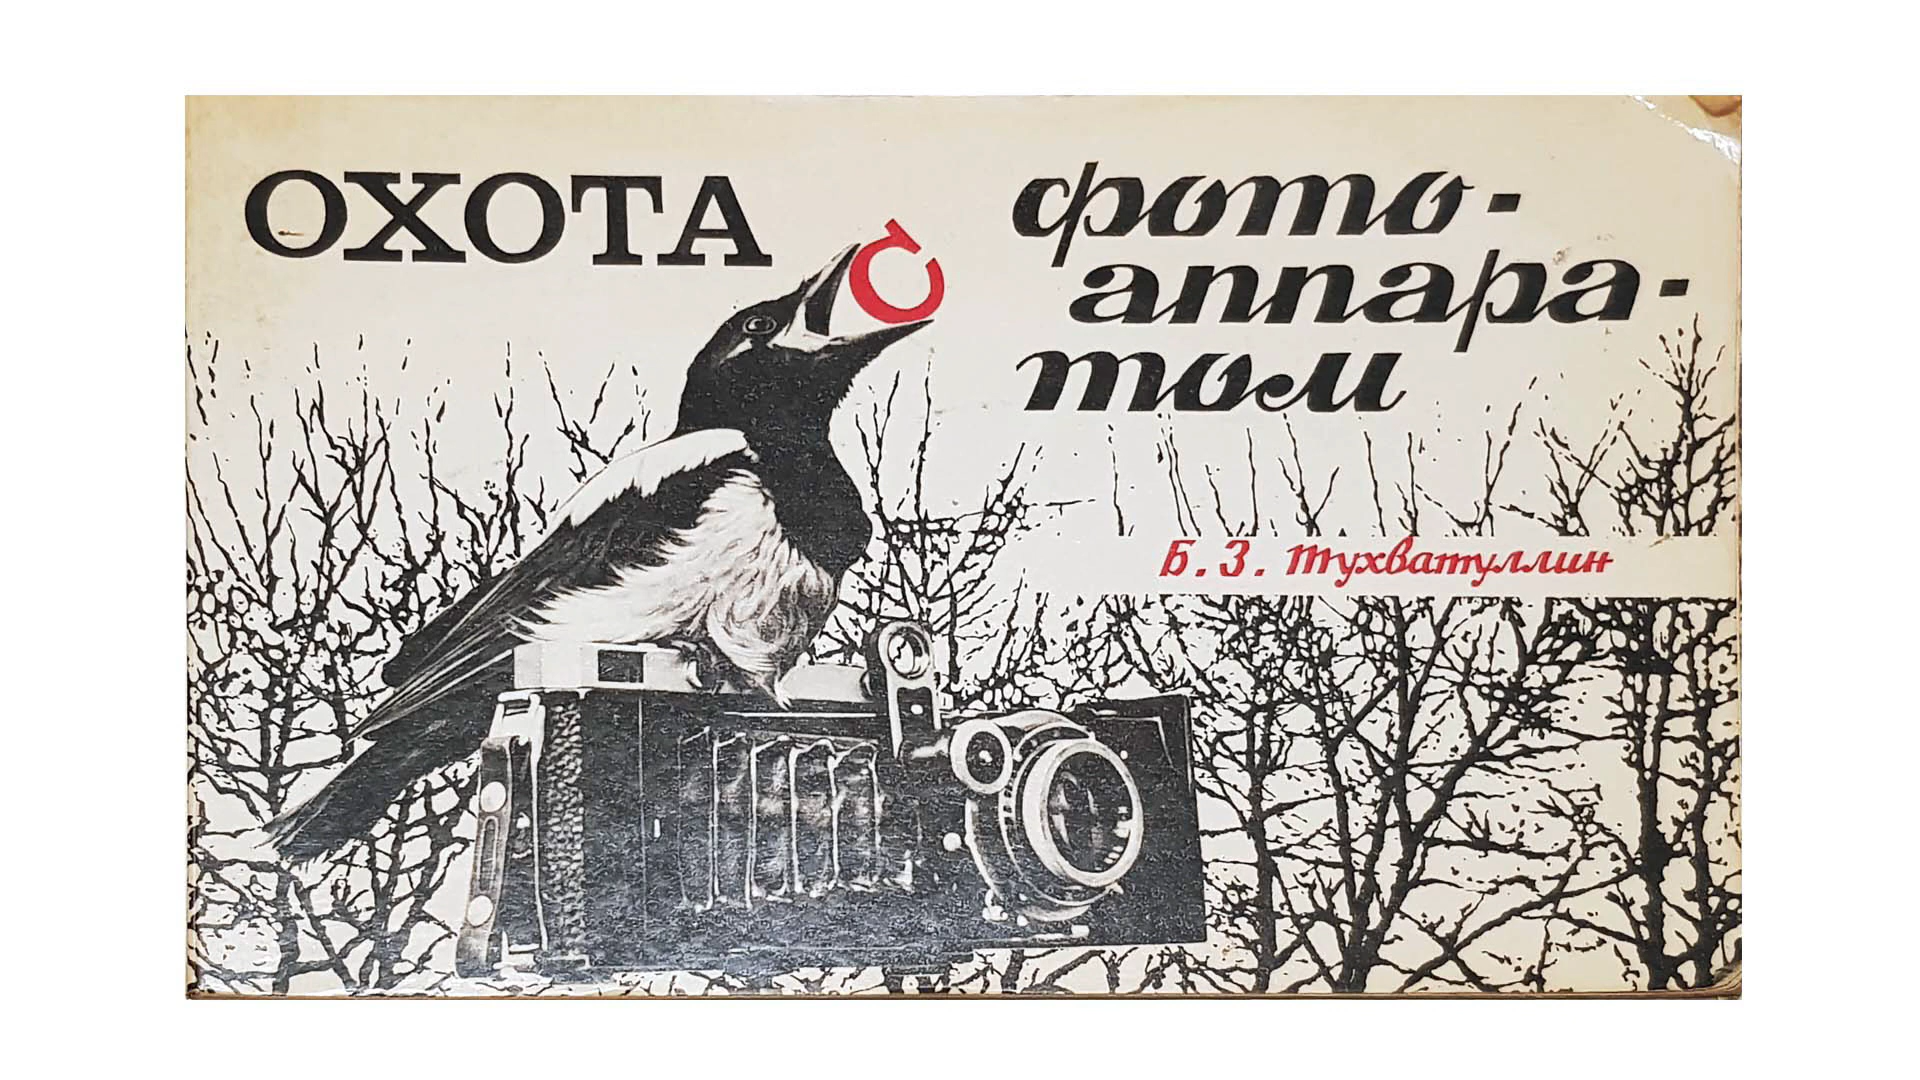 ОХОТА С фото-
аппара-
том
Б. З. Тухватуллин